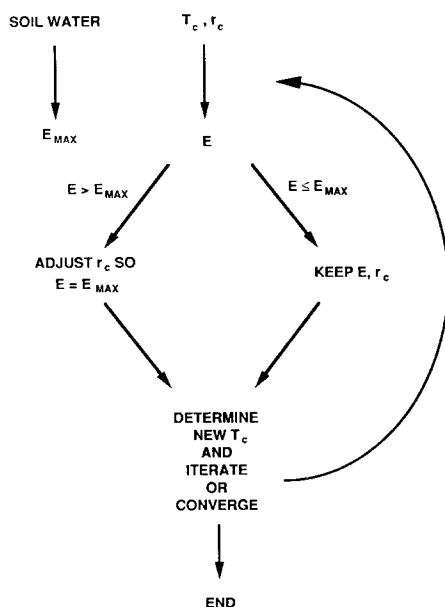 SOIL WATER
T_c, r_c
E_MAX
E
E > E_MAX
E ≤ E_MAX
ADJUST r_c SO
E = E_MAX
KEEP E, r_c
DETERMINE
NEW T_c
AND
ITERATE
OR
CONVERGE
END